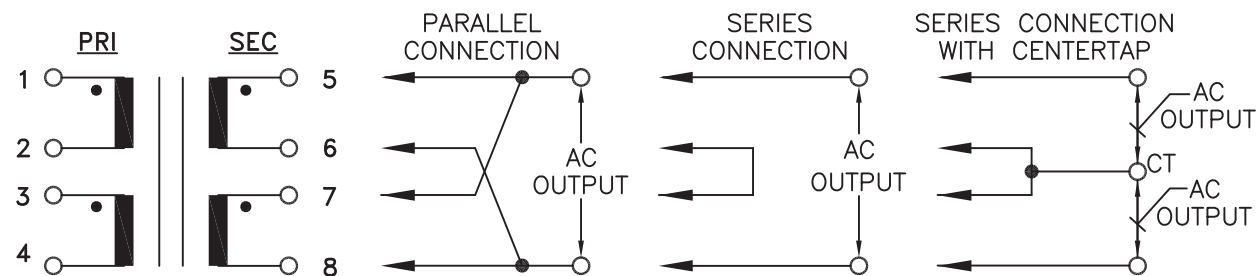 PRI
SEC
1
2
3
4
5
6
7
8
PARALLEL
CONNECTION
AC
OUTPUT
SERIES
CONNECTION
AC
OUTPUT
SERIES CONNECTION
WITH CENTERTAP
AC
OUTPUT
CT
AC
OUTPUT